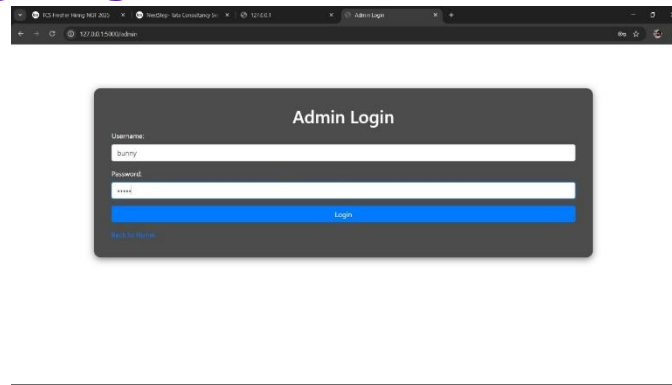 TCS Fresher Hiring NQT 2025
NextStep - Tata Consultancy Ser
127.0.0.1
Admin Login
127.0.0.1:5000/admin
Admin Login
Username:
bunny
Password:
•••••
Login
Back to Home